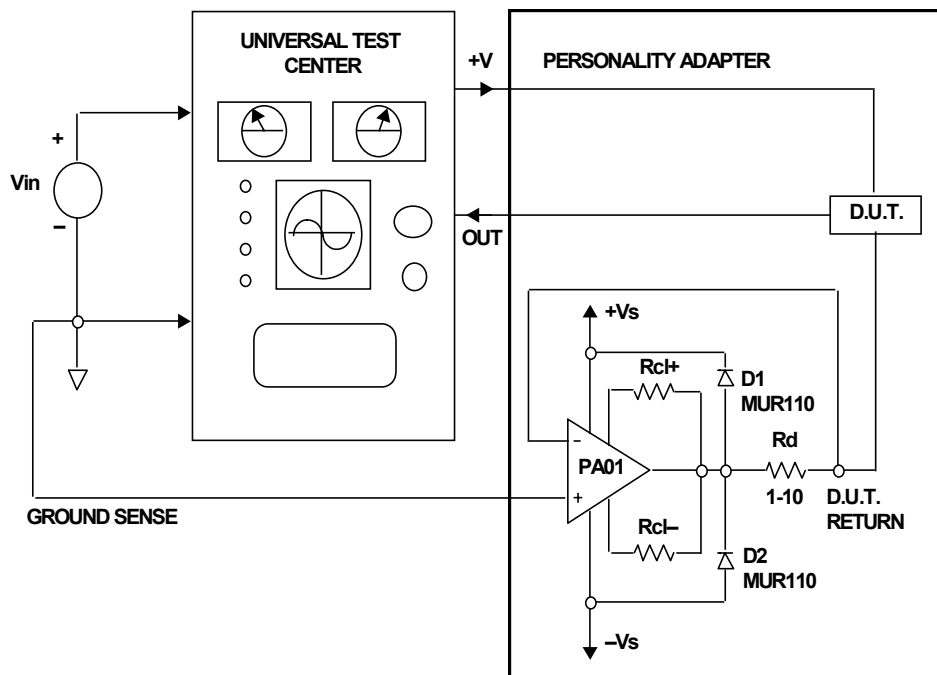 UNIVERSAL TEST
CENTER
+V
PERSONALITY ADAPTER
+
Vin
–
OUT
D.U.T.
+Vs
Rcl+
D1
MUR110
Rd
–
PA01
+
1-10
D.U.T.
RETURN
GROUND SENSE
Rcl–
D2
MUR110
–Vs